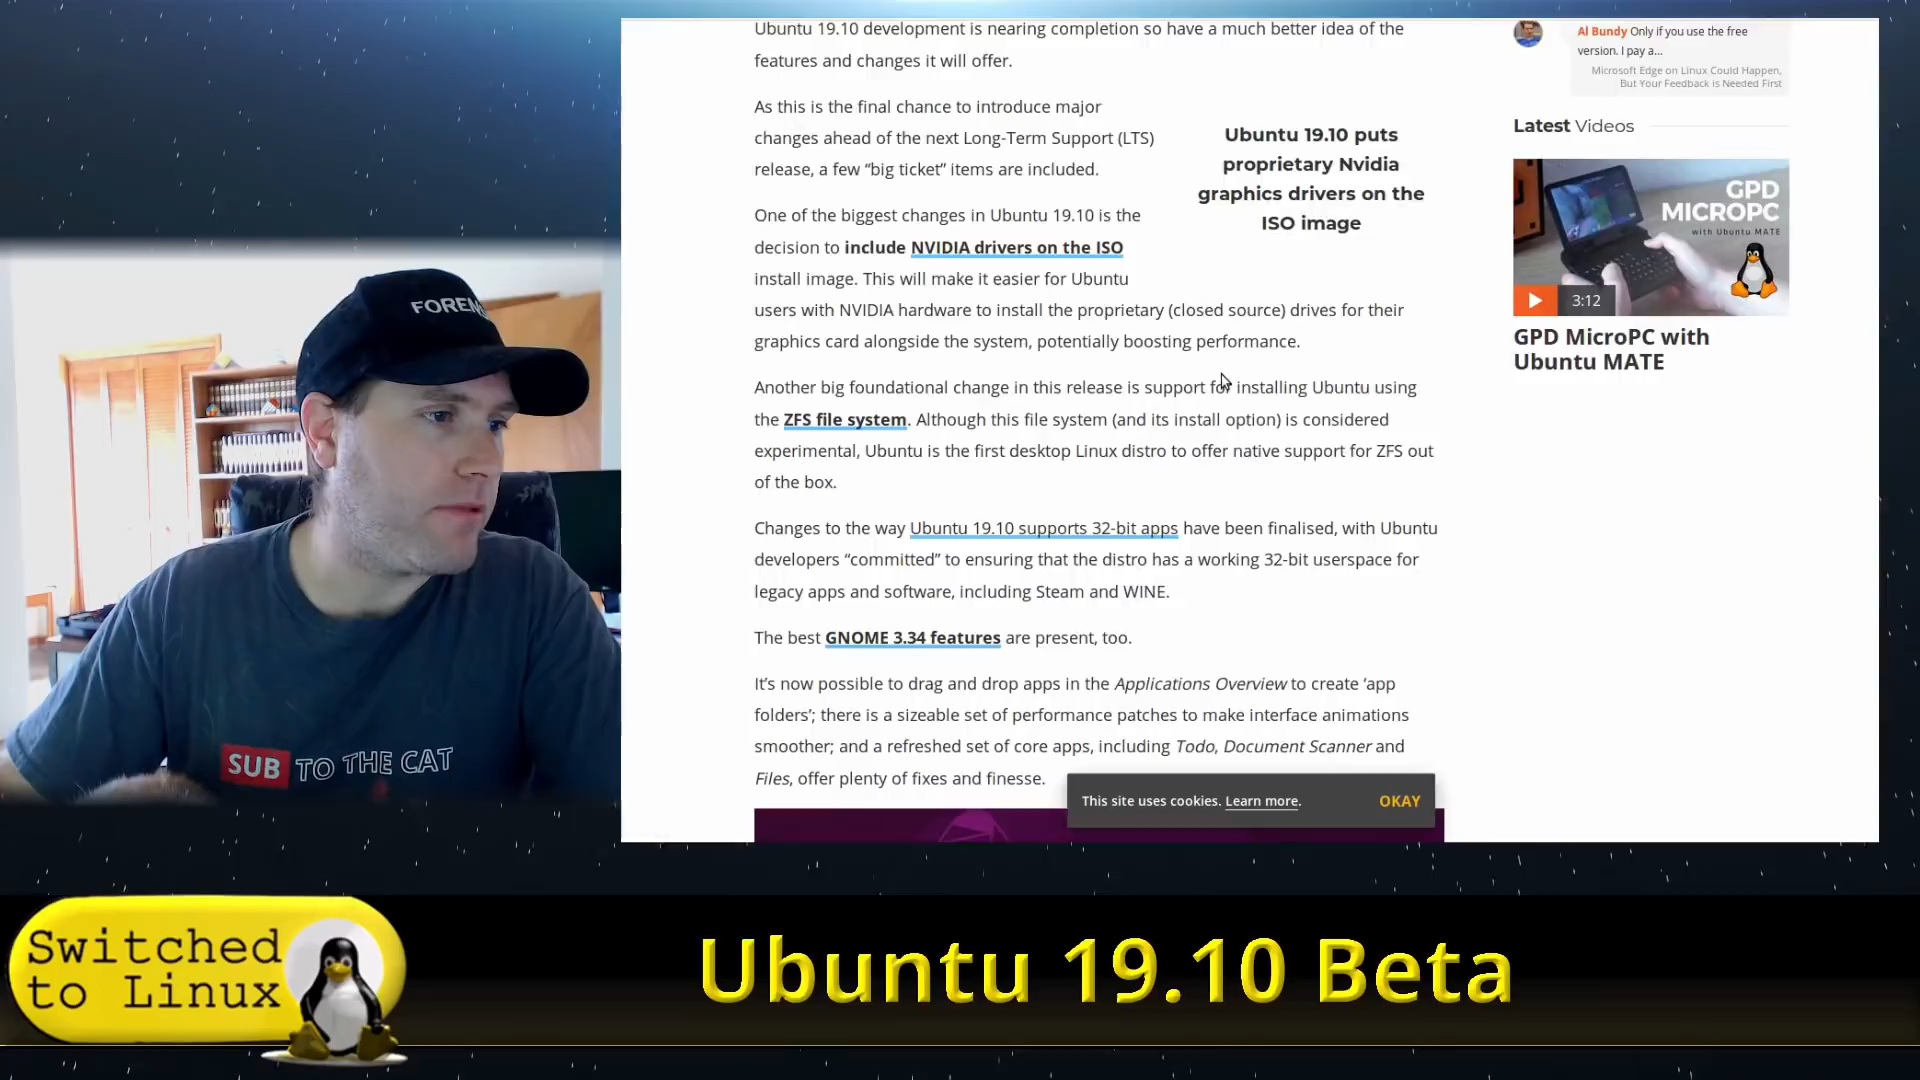 Ubuntu 19.10 development is nearing completion so have a much better idea of the
features and changes it will offer.
As this is the final chance to introduce major
changes ahead of the next Long-Term Support (LTS)
release, a few “big ticket” items are included.
Ubuntu 19.10 puts
proprietary Nvidia
graphics drivers on the
ISO image
One of the biggest changes in Ubuntu 19.10 is the
decision to include NVIDIA drivers on the ISO
install image. This will make it easier for Ubuntu
users with NVIDIA hardware to install the proprietary (closed source) drives for their
graphics card alongside the system, potentially boosting performance.
Another big foundational change in this release is support for installing Ubuntu using
the ZFS file system. Although this file system (and its install option) is considered
experimental, Ubuntu is the first desktop Linux distro to offer native support for ZFS out
of the box.
Changes to the way Ubuntu 19.10 supports 32-bit apps have been finalised, with Ubuntu
developers “committed” to ensuring that the distro has a working 32-bit userspace for
legacy apps and software, including Steam and WINE.
The best GNOME 3.34 features are present, too.
It’s now possible to drag and drop apps in the Applications Overview to create ‘app
folders’; there is a sizeable set of performance patches to make interface animations
smoother; and a refreshed set of core apps, including Todo, Document Scanner and
Files, offer plenty of fixes and finesse.
This site uses cookies. Learn more.
OKAY
Al Bundy Only if you use the free
version. I pay a...
Microsoft Edge on Linux Could Happen,
But Your Feedback is Needed First
Latest Videos
GPD
MICROPC
with Ubuntu MATE
3:12
GPD MicroPC with
Ubuntu MATE
SUB TO THE CAT
Switched
to Linux
Ubuntu 19.10 Beta